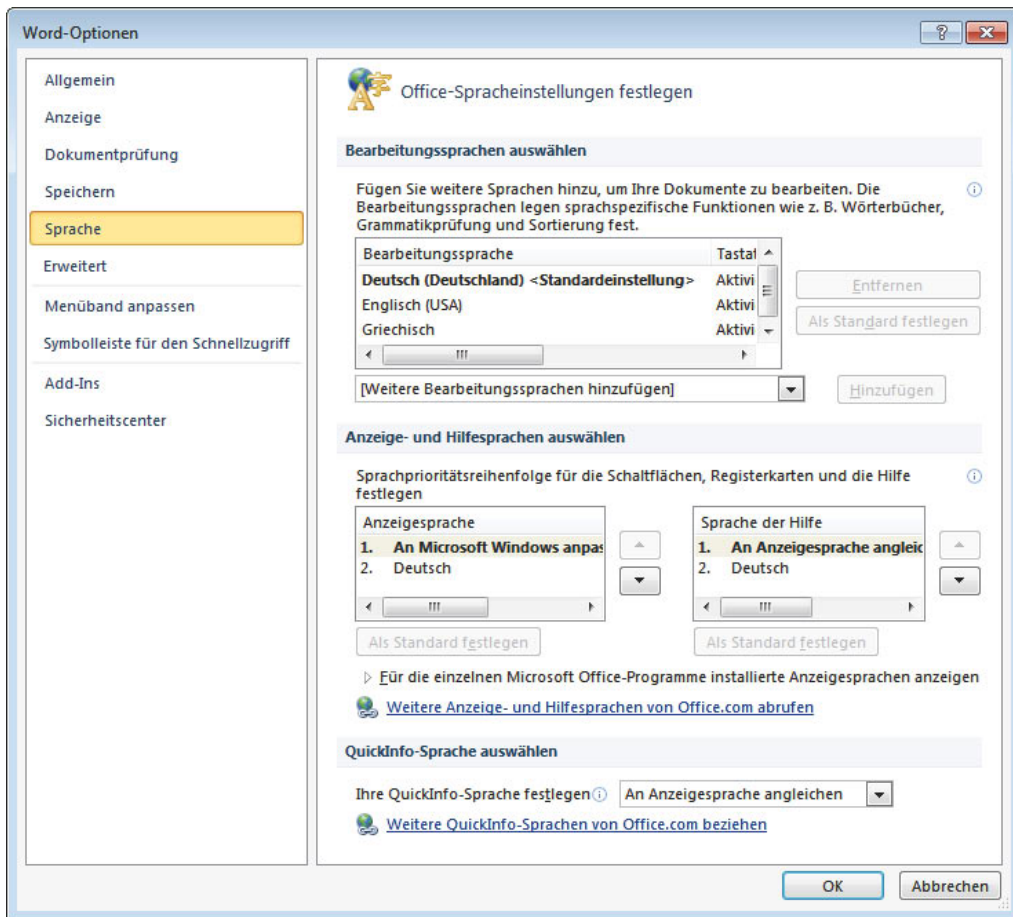 Word-Optionen
Allgemein
Anzeige
Dokumentprüfung
Speichern
Sprache
Erweitert
Menüband anpassen
Symbolleiste für den Schnellzugriff
Add-Ins
Sicherheitscenter
Office-Spracheinstellungen festlegen
Bearbeitungssprachen auswählen
Fügen Sie weitere Sprachen hinzu, um Ihre Dokumente zu bearbeiten. Die
Bearbeitungssprachen legen sprachspezifische Funktionen wie z. B. Wörterbücher,
Grammatikprüfung und Sortierung fest.
Bearbeitungssprache Tastat
Deutsch (Deutschland) <Standardeinstellung> Aktivi
Englisch (USA) Aktivi
Griechisch Aktivi
Entfernen
Als Standard festlegen
[Weitere Bearbeitungssprachen hinzufügen] Hinzufügen
Anzeige- und Hilfesprachen auswählen
Sprachprioritätsreihenfolge für die Schaltflächen, Registerkarten und die Hilfe
festlegen
Anzeigesprache
1. An Microsoft Windows anpas
2. Deutsch
Als Standard festlegen
Sprache der Hilfe
1. An Anzeigesprache angleic
2. Deutsch
Als Standard festlegen
Für die einzelnen Microsoft Office-Programme installierte Anzeigesprachen anzeigen
Weitere Anzeige- und Hilfesprachen von Office.com abrufen
QuickInfo-Sprache auswählen
Ihre QuickInfo-Sprache festlegen An Anzeigesprache angleichen
Weitere QuickInfo-Sprachen von Office.com beziehen
OK Abbrechen